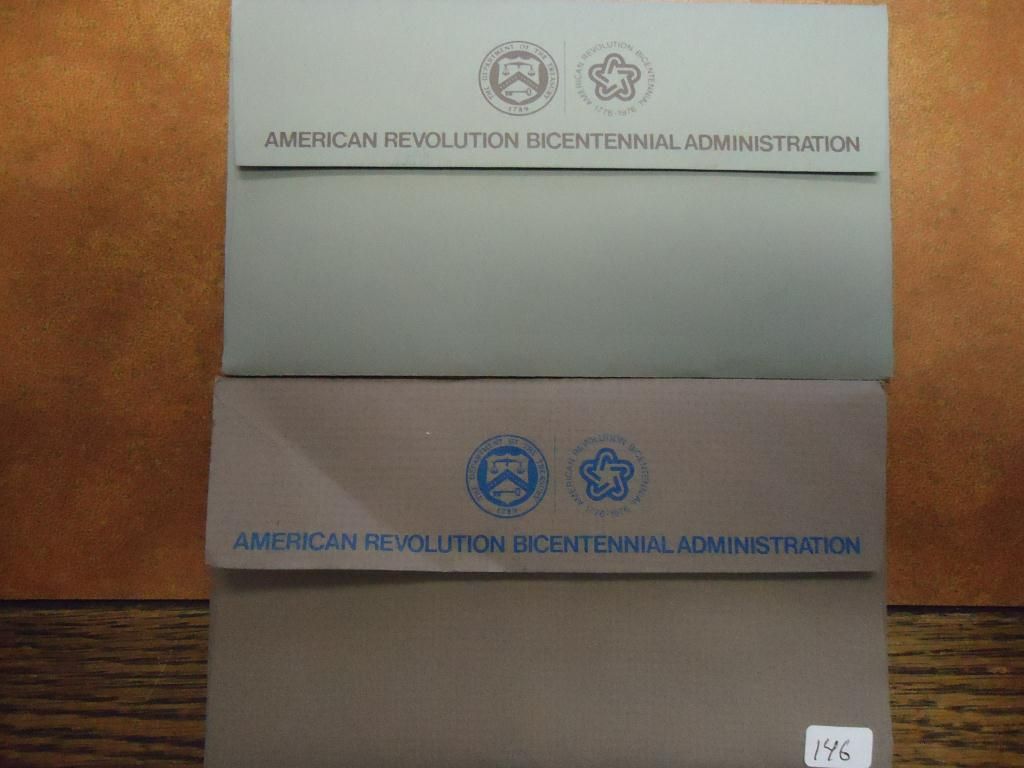 THE DEPARTMENT OF THE TREASURY
1789
AMERICAN REVOLUTION BICENTENNIAL
1776-1976
AMERICAN REVOLUTION BICENTENNIAL ADMINISTRATION
THE DEPARTMENT OF THE TREASURY
1789
AMERICAN REVOLUTION BICENTENNIAL
1776-1976
AMERICAN REVOLUTION BICENTENNIAL ADMINISTRATION
146